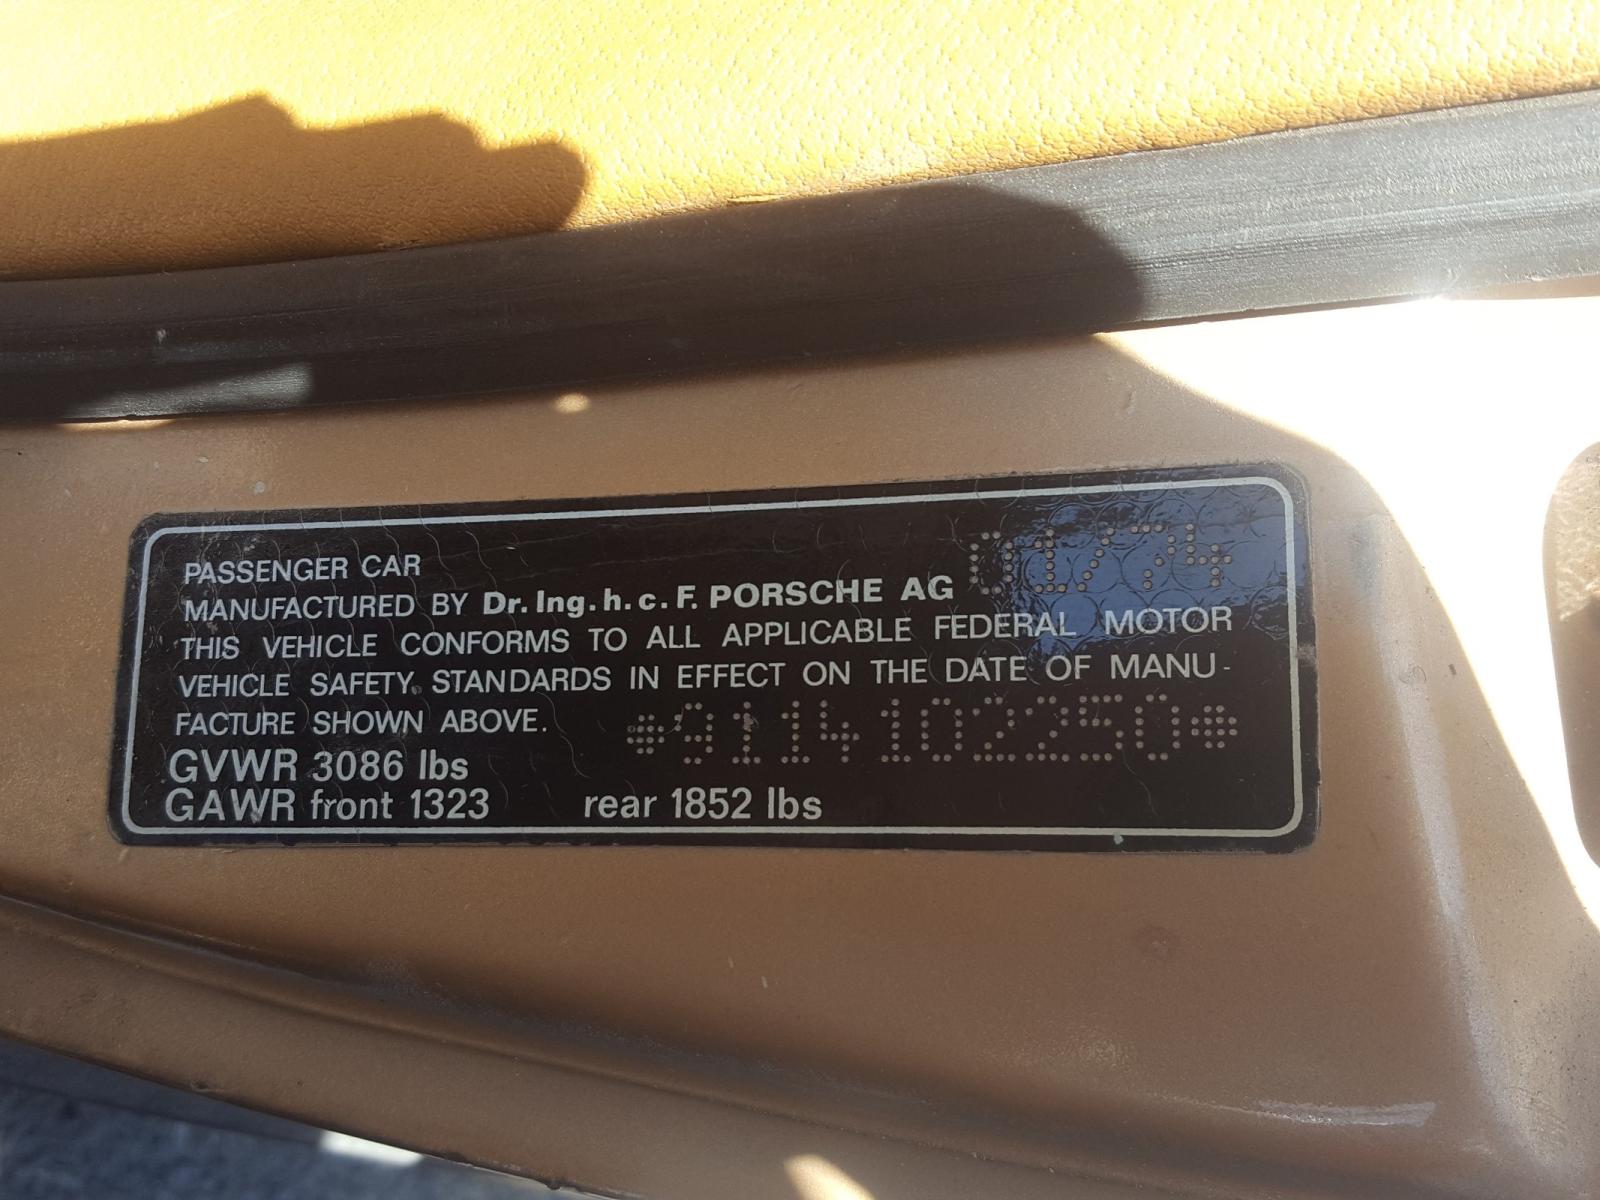 PASSENGER CAR
MANUFACTURED BY Dr. Ing. h. c. F. PORSCHE AG 01/74
THIS VEHICLE CONFORMS TO ALL APPLICABLE FEDERAL MOTOR
VEHICLE SAFETY STANDARDS IN EFFECT ON THE DATE OF MANU-
FACTURE SHOWN ABOVE. *9114102250*
GVWR 3086 lbs
GAWR front 1323 rear 1852 lbs